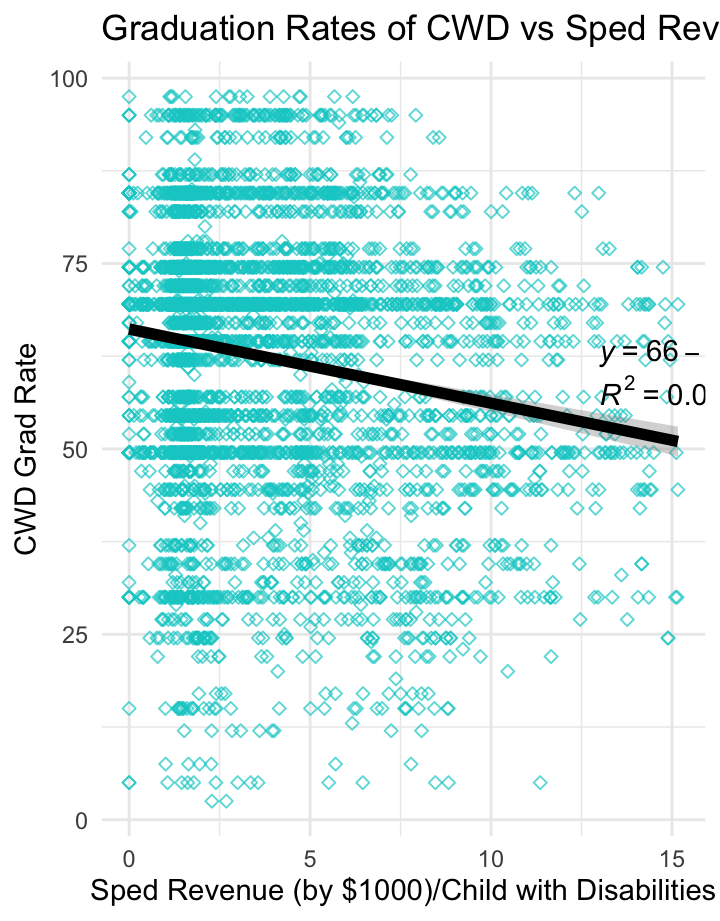 Graduation Rates of CWD vs Sped Rev
100
75
50
25
0
CWD Grad Rate
y = 66 –
R² = 0.0
0 5 10 15
Sped Revenue (by $1000)/Child with Disabilities